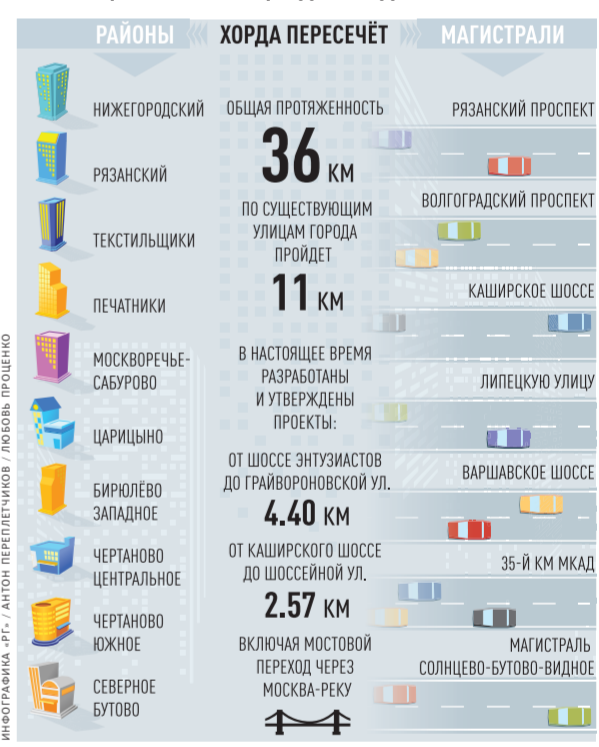 РАЙОНЫ
ХОРДА ПЕРЕСЕЧЁТ
МАГИСТРАЛИ
НИЖЕГОРОДСКИЙ
РЯЗАНСКИЙ
ТЕКСТИЛЬЩИКИ
ПЕЧАТНИКИ
МОСКВОРЕЧЬЕ-
САБУРОВО
ЦАРИЦЫНО
БИРЮЛЁВО
ЗАПАДНОЕ
ЧЕРТАНОВО
ЦЕНТРАЛЬНОЕ
ЧЕРТАНОВО
ЮЖНОЕ
СЕВЕРНОЕ
БУТОВО
ОБЩАЯ ПРОТЯЖЕННОСТЬ
36 КМ
ПО СУЩЕСТВУЮЩИМ
УЛИЦАМ ГОРОДА
ПРОЙДЕТ
11 КМ
В НАСТОЯЩЕЕ ВРЕМЯ
РАЗРАБОТАНЫ
И УТВЕРЖДЕНЫ
ПРОЕКТЫ:
ОТ ШОССЕ ЭНТУЗИАСТОВ
ДО ГРАЙВОРОНОВСКОЙ УЛ.
4.40 КМ
ОТ КАШИРСКОГО ШОССЕ
ДО ШОССЕЙНОЙ УЛ.
2.57 КМ
ВКЛЮЧАЯ МОСТОВОЙ
ПЕРЕХОД ЧЕРЕЗ
МОСКВА-РЕКУ
РЯЗАНСКИЙ ПРОСПЕКТ
ВОЛГОГРАДСКИЙ ПРОСПЕКТ
КАШИРСКОЕ ШОССЕ
ЛИПЕЦКУЮ УЛИЦУ
ВАРШАВСКОЕ ШОССЕ
35-Й КМ МКАД
МАГИСТРАЛЬ
СОЛНЦЕВО-БУТОВО-ВИДНОЕ
ИНФОГРАФИКА «РГ» / АНТОН ПЕРЕПЛЕТЧИКОВ / ЛЮБОВЬ ПРОЦЕНКО